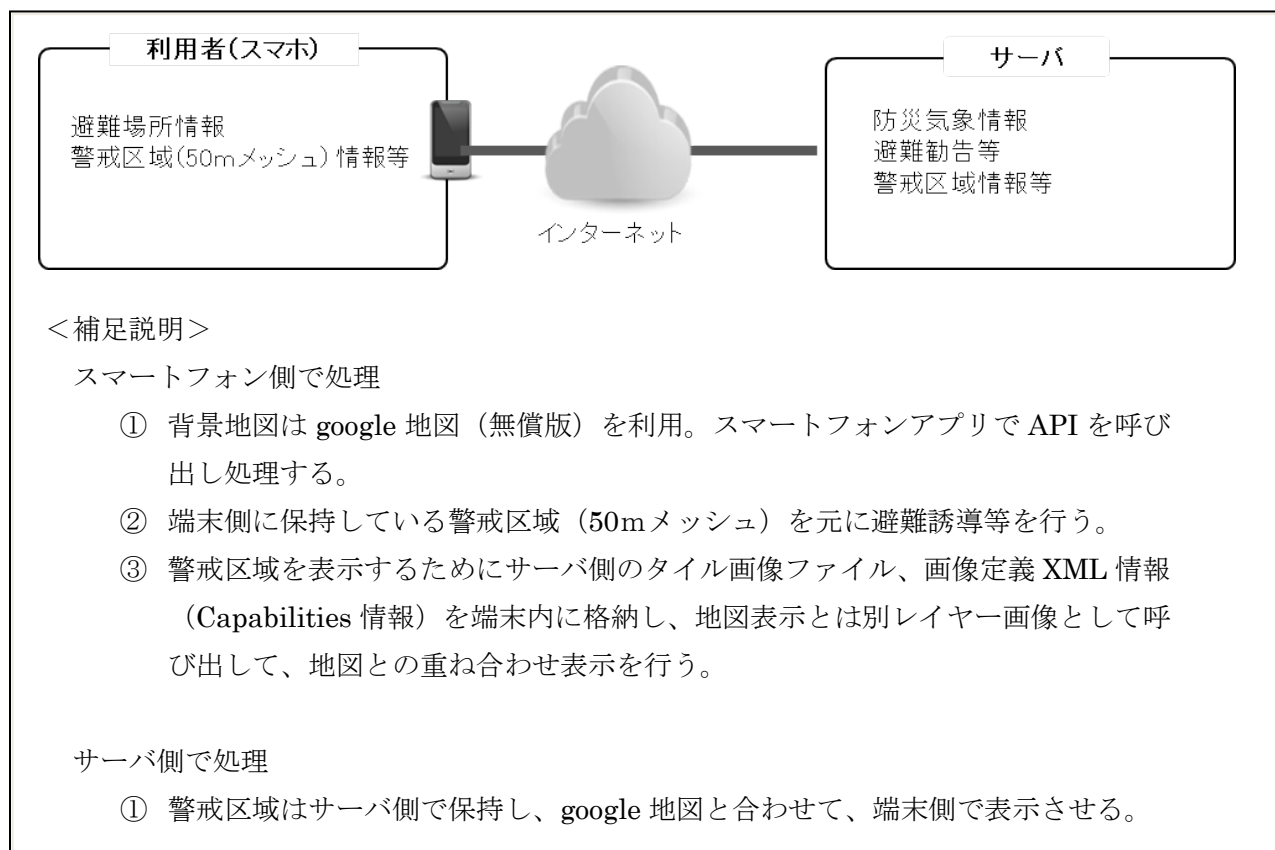 利用者(スマホ)
避難場所情報
警戒区域(50mメッシュ)情報等
インターネット
サーバ
防災気象情報
避難勧告等
警戒区域情報等
＜補足説明＞
スマートフォン側で処理
① 背景地図は google 地図（無償版）を利用。スマートフォンアプリで API を呼び
出し処理する。
② 端末側に保持している警戒区域（50ｍメッシュ）を元に避難誘導等を行う。
③ 警戒区域を表示するためにサーバ側のタイル画像ファイル、画像定義 XML 情報
（Capabilities 情報）を端末内に格納し、地図表示とは別レイヤー画像として呼
び出して、地図との重ね合わせ表示を行う。
サーバ側で処理
① 警戒区域はサーバ側で保持し、google 地図と合わせて、端末側で表示させる。